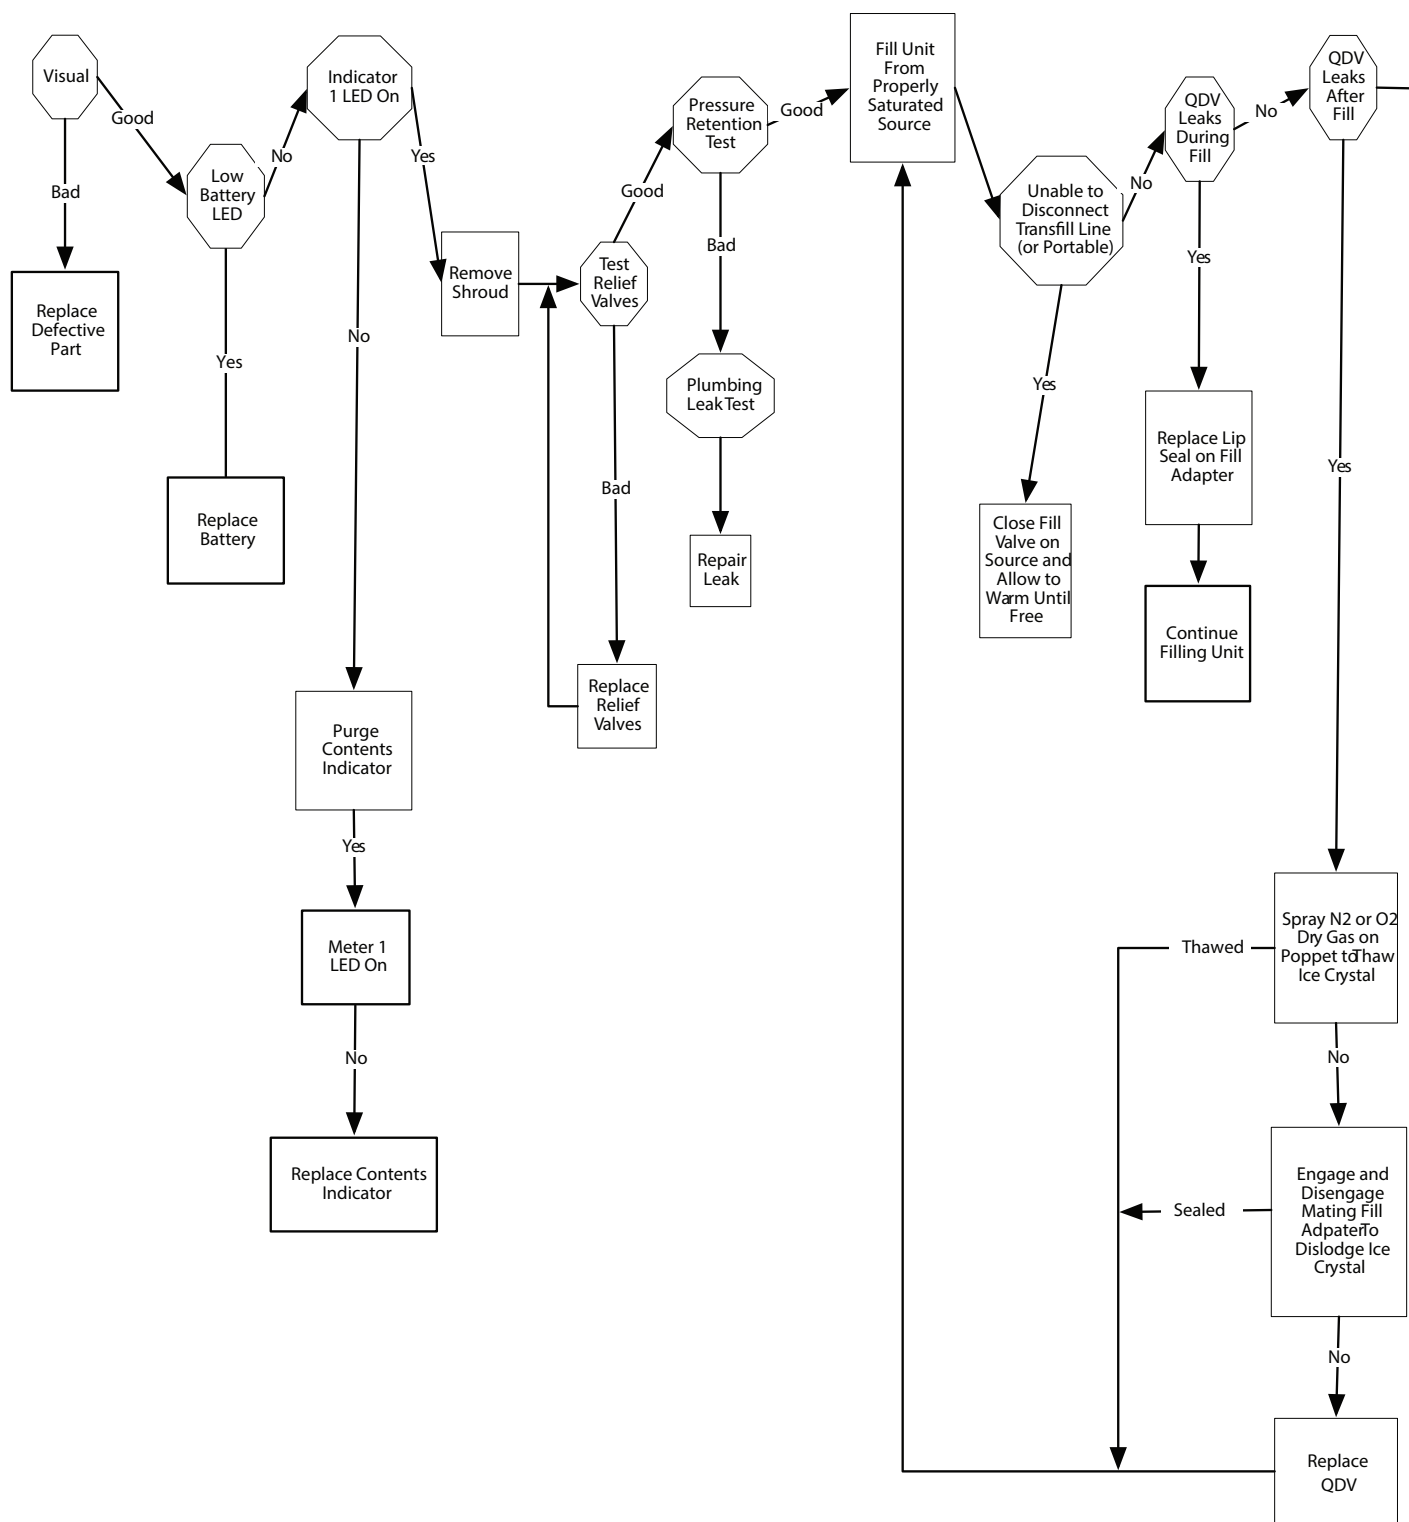 Visual
Good
Bad
Replace
Defective
Part
Low
Battery
LED
No
Yes
Replace
Battery
Indicator
1 LED On
Yes
No
Purge
Contents
Indicator
Yes
Meter 1
LED On
No
Replace Contents
Indicator
Remove
Shroud
Test
Relief
Valves
Good
Bad
Replace
Relief
Valves
Pressure
Retention
Test
Good
Bad
Plumbing
Leak Test
Repair
Leak
Fill Unit
From
Properly
Saturated
Source
Unable to
Disconnect
Transfill Line
(or Portable)
No
Yes
Close Fill
Valve on
Source and
Allow to
Warm Until
Free
QDV
Leaks
During
Fill
No
Yes
Replace Lip
Seal on Fill
Adapter
Continue
Filling Unit
QDV
Leaks
After
Fill
Yes
Spray N2 or O2
Dry Gas on
Poppet to Thaw
Ice Crystal
Thawed
No
Engage and
Disengage
Mating Fill
Adpater To
Dislodge Ice
Crystal
Sealed
No
Replace
QDV